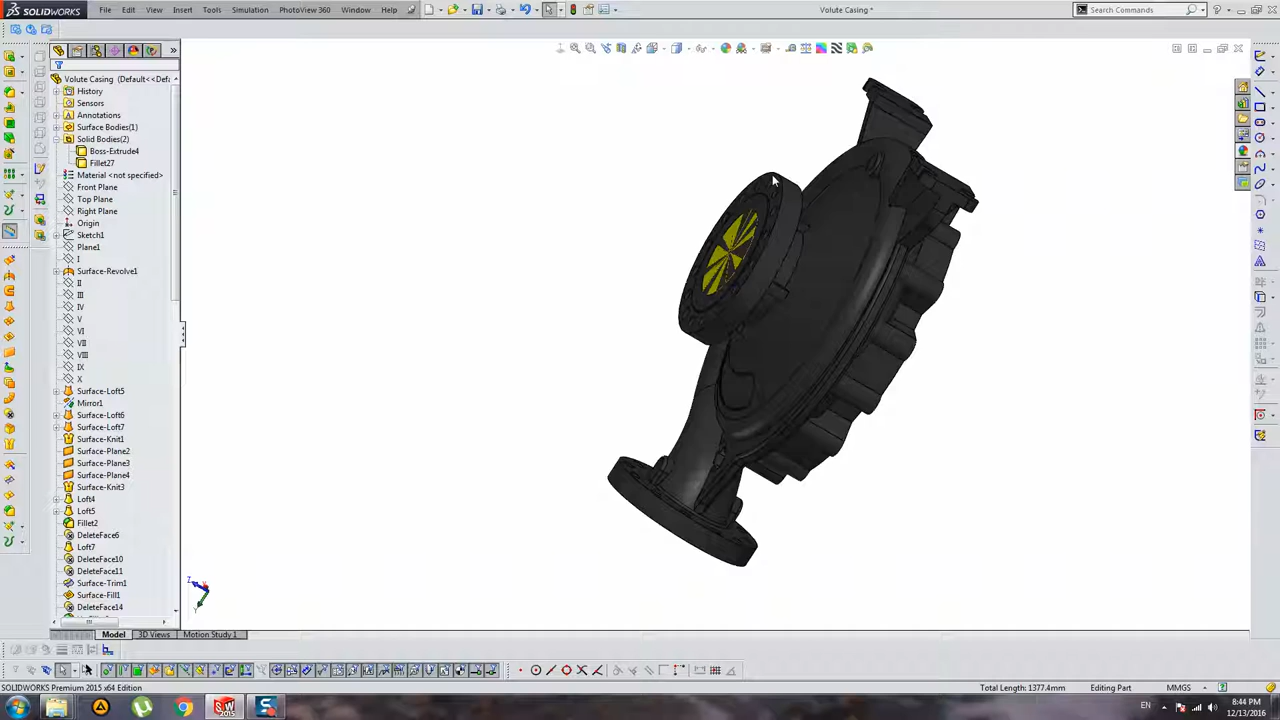 SOLIDWORKS
File Edit View Insert Tools Simulation PhotoView 360 Window Help
Volute Casing *
Search Commands
Volute Casing (Default<<Def
History
Sensors
Annotations
Surface Bodies(1)
Solid Bodies(2)
Boss-Extrude4
Fillet27
Material <not specified>
Front Plane
Top Plane
Right Plane
Origin
Sketch1
Plane1
I
Surface-Revolve1
II
III
IV
V
VI
VII
VIII
IX
X
Surface-Loft5
Mirror1
Surface-Loft6
Surface-Loft7
Surface-Knit1
Surface-Plane2
Surface-Plane3
Surface-Plane4
Surface-Knit3
Loft4
Loft5
Fillet2
DeleteFace6
Loft7
DeleteFace10
DeleteFace11
Surface-Trim1
Surface-Fill1
DeleteFace14
Z
Y
Model 3D Views Motion Study 1
SOLIDWORKS Premium 2015 x64 Edition
Total Length: 1377.4mm Editing Part MMGS
EN
8:44 PM
12/13/2016